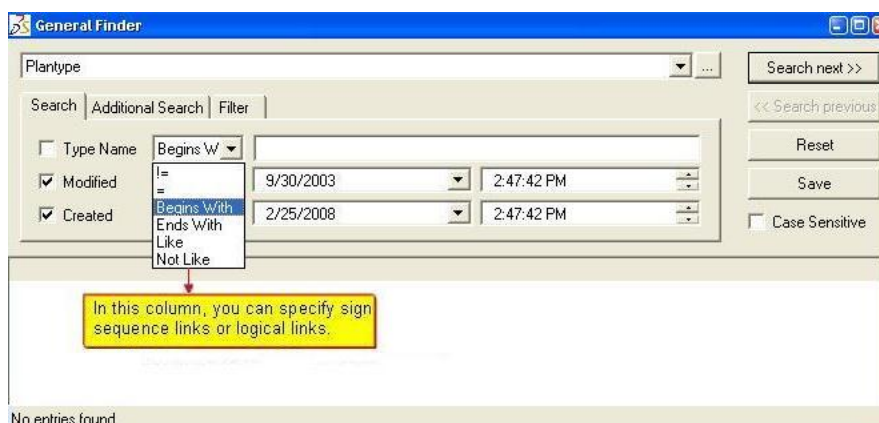 General Finder
Plantype
...
Search next >>
Search Additional Search Filter
<< Search previous
Type Name Begins W
Reset
Modified 9/30/2003 2:47:42 PM
Save
Created 2/25/2008 2:47:42 PM
Case Sensitive
!=
=
Begins With
Ends With
Like
Not Like
In this column, you can specify sign
sequence links or logical links.
No entries found